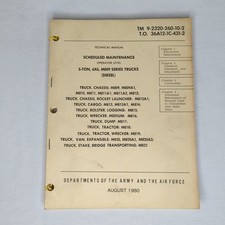 TM 9-2320-260-10-2
T.O. 36A12-1C-431-2
TECHNICAL MANUAL
SCHEDULED MAINTENANCE
OPERATOR LEVEL
5-TON, 6X6, M809 SERIES TRUCKS
(DIESEL)
TRUCK, CHASSIS: M809, M809A1,
M810, M811, M811A1, M811A2, M812,
TRUCK, CHASSIS, ROCKET LAUNCHER: M812A1;
TRUCK, CARGO: M813, M813A1, M814;
TRUCK, BOLSTER, LOGGING: M815;
TRUCK, WRECKER, MEDIUM: M816;
TRUCK, DUMP: M817;
TRUCK, TRACTOR: M818;
TRUCK, TRACTOR, WRECKER: M819;
TRUCK, VAN, EXPANSIBLE: M820, M820A1, M820A2;
TRUCK, STAKE, BRIDGE TRANSPORTING: M821
DEPARTMENTS OF THE ARMY AND THE AIR FORCE
AUGUST 1980